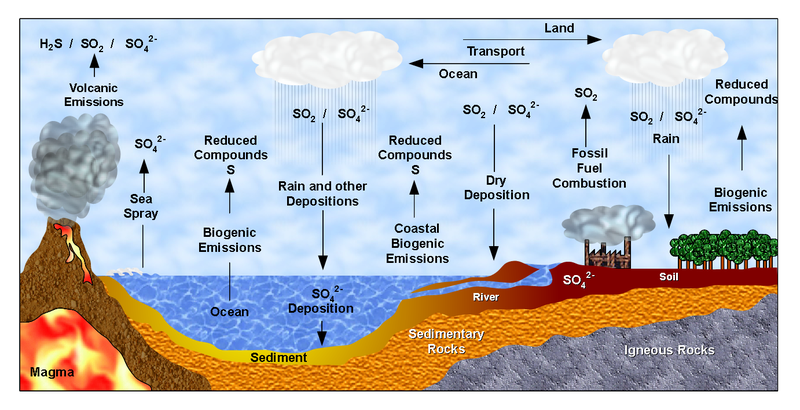 H₂S / SO₂ / SO₄²⁻
Volcanic
Emissions
SO₄²⁻
Sea
Spray
Reduced
Compounds
S
Biogenic
Emissions
Ocean
SO₂ / SO₄²⁻
Rain and other
Depositions
SO₄²⁻
Deposition
Reduced
Compounds
S
Coastal
Biogenic
Emissions
Land
Transport
Ocean
SO₂ / SO₄²⁻
Dry
Deposition
SO₂
Fossil
Fuel
Combustion
SO₂ / SO₄²⁻
Rain
Reduced
Compounds
Biogenic
Emissions
SO₄²⁻
Soil
River
Sediment
Sedimentary
Rocks
Igneous Rocks
Magma